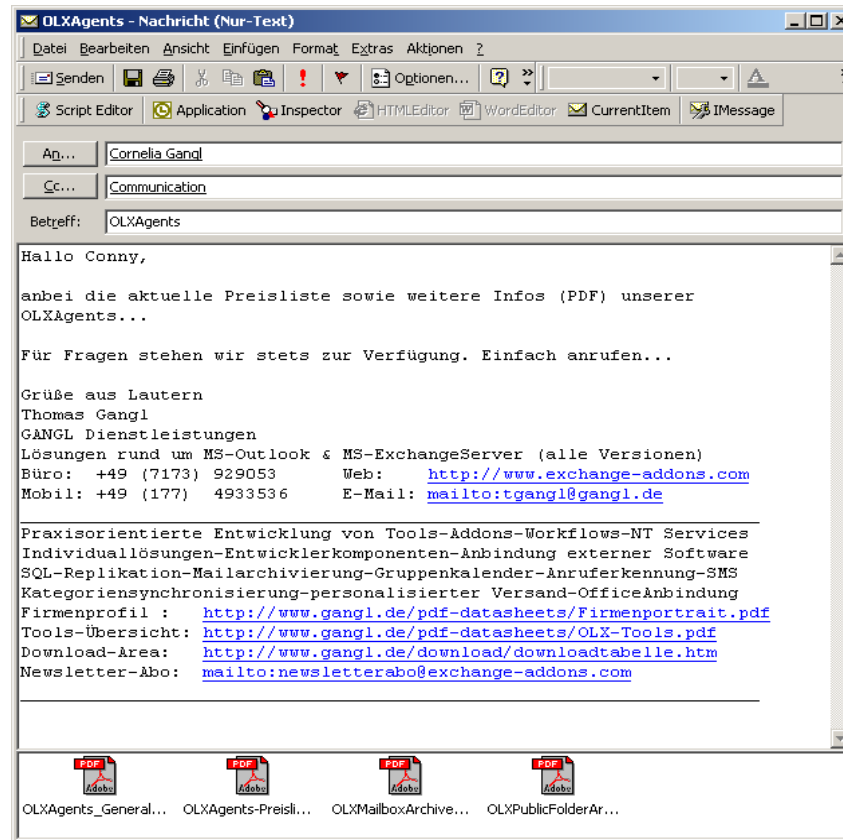 OLXAgents - Nachricht (Nur-Text)
Datei Bearbeiten Ansicht Einfügen Format Extras Aktionen ?
Senden Optionen...
Script Editor Application Inspector HTMLEditor WordEditor CurrentItem IMessage
An... Cornelia Gangl
Cc... Communication
Betreff: OLXAgents
Hallo Conny,
anbei die aktuelle Preisliste sowie weitere Infos (PDF) unserer
OLXAgents...
Für Fragen stehen wir stets zur Verfügung. Einfach anrufen...
Grüße aus Lautern
Thomas Gangl
GANGL Dienstleistungen
Lösungen rund um MS-Outlook & MS-ExchangeServer (alle Versionen)
Büro: +49 (7173) 929053 Web: http://www.exchange-addons.com
Mobil: +49 (177) 4933536 E-Mail: mailto:tgangl@gangl.de
Praxisorientierte Entwicklung von Tools-Addons-Workflows-NT Services
Individuallösungen-Entwicklerkomponenten-Anbindung externer Software
SQL-Replikation-Mailarchivierung-Gruppenkalender-Anruferkennung-SMS
Kategoriensynchronisierung-personalisierter Versand-OfficeAnbindung
Firmenprofil : http://www.gangl.de/pdf-datasheets/Firmenportrait.pdf
Tools-Übersicht: http://www.gangl.de/pdf-datasheets/OLX-Tools.pdf
Download-Area: http://www.gangl.de/download/downloadtabelle.htm
Newsletter-Abo: mailto:newsletterabo@exchange-addons.com
PDF PDF PDF PDF
Adobe Adobe Adobe Adobe
OLXAgents_General... OLXAgents-Preisli... OLXMailboxArchive... OLXPublicFolderAr...